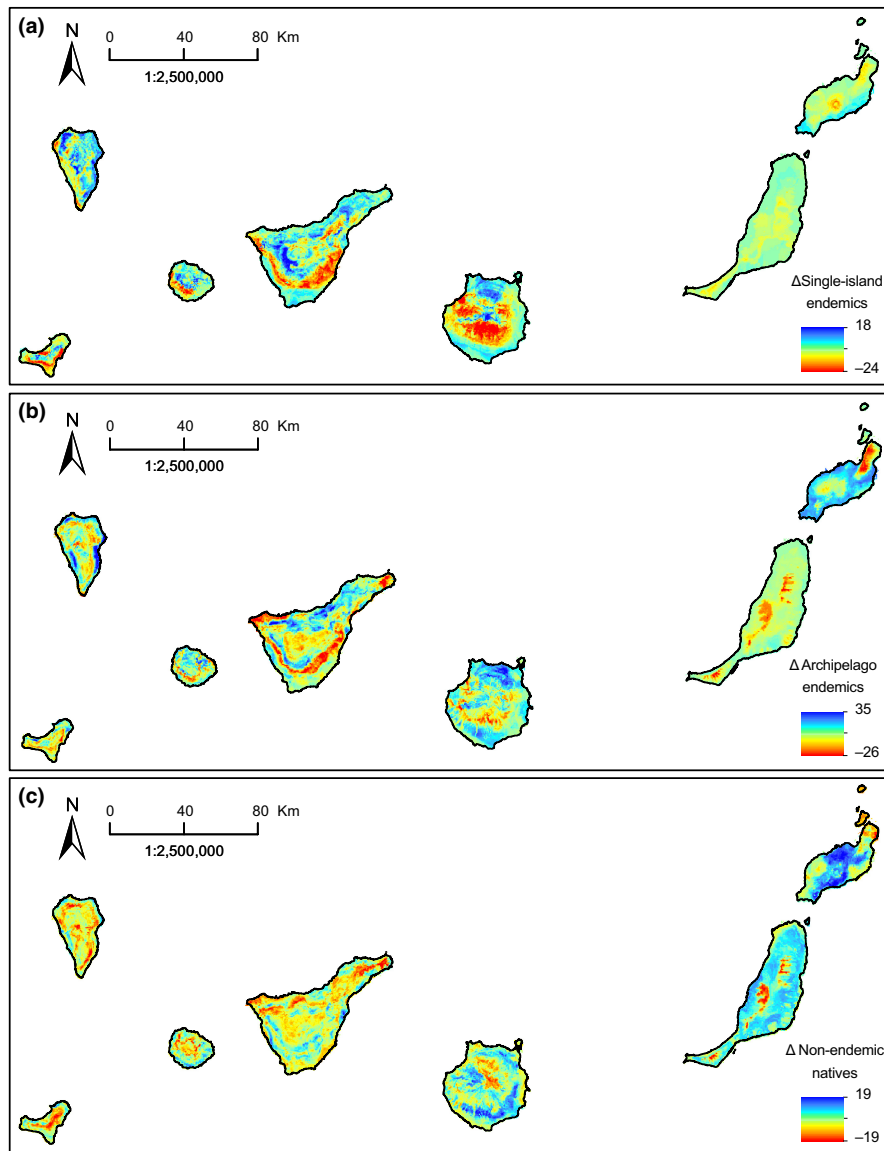 (a)
N
0 40 80 Km
1:2,500,000
ΔSingle-island
endemics
18
–24
(b)
N
0 40 80 Km
1:2,500,000
Δ Archipelago
endemics
35
–26
(c)
N
0 40 80 Km
1:2,500,000
Δ Non-endemic
natives
19
–19